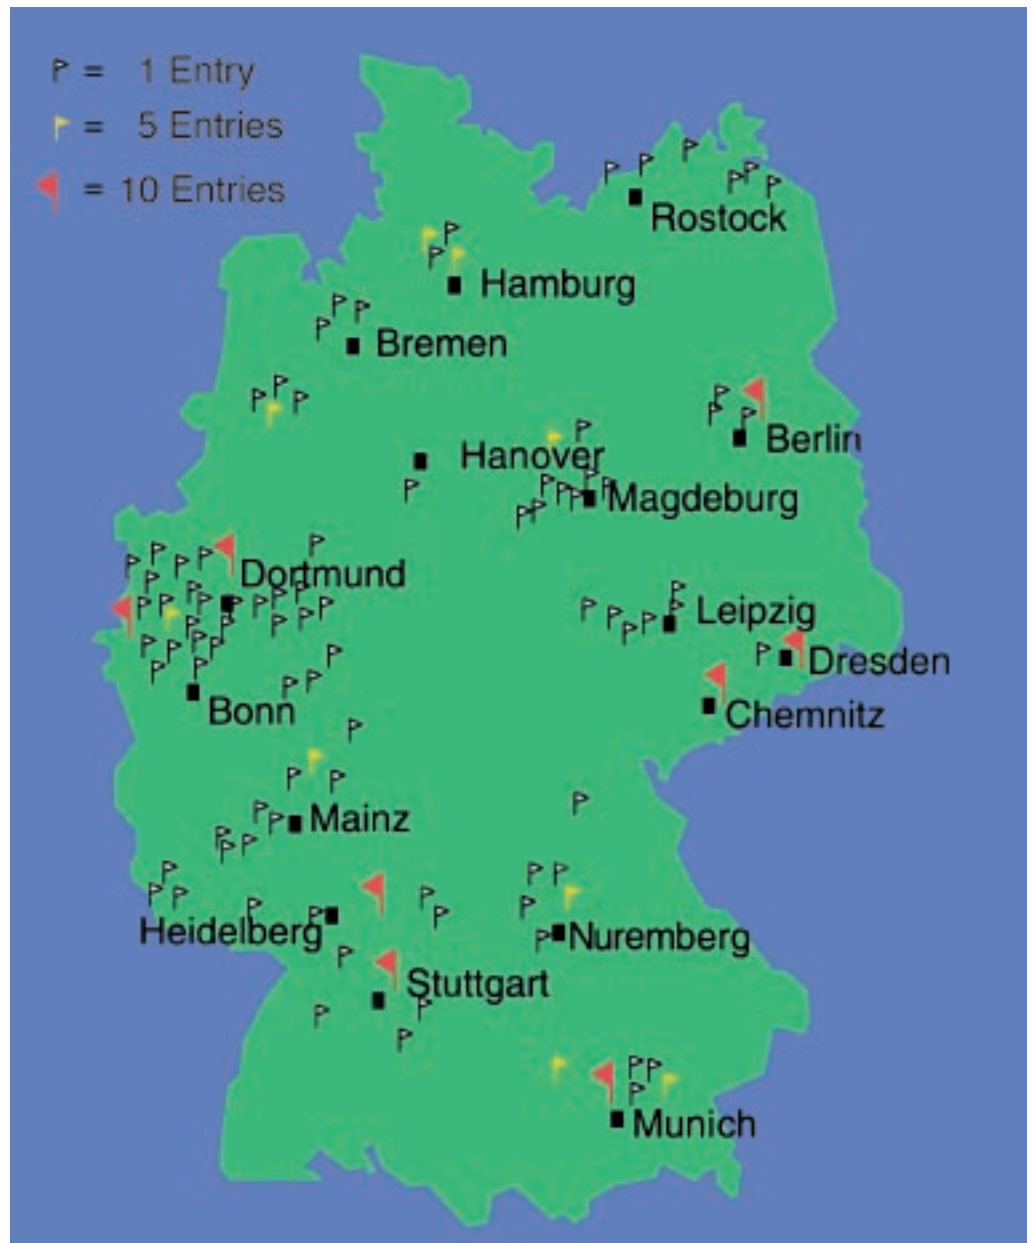 = 1 Entry
= 5 Entries
= 10 Entries
Rostock
Hamburg
Bremen
Berlin
Hanover
Magdeburg
Dortmund
Leipzig
Dresden
Bonn
Chemnitz
Mainz
Heidelberg
Nuremberg
Stuttgart
Munich